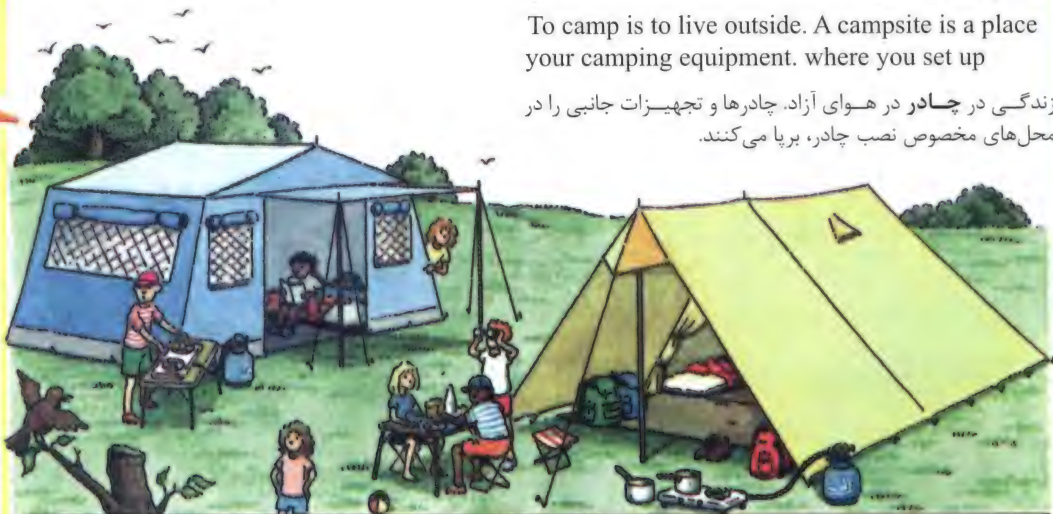 To camp is to live outside. A campsite is a place
your camping equipment. where you set up
زندگی در چادر در هوای آزاد. چادرها و تجهیزات جانبی را در
محل‌های مخصوص نصب چادر، برپا می‌کنند.